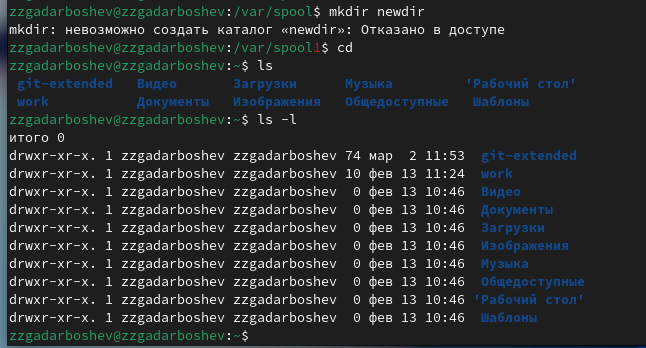 zzgadarboshev@zzgadarboshev:/var/spool$ mkdir newdir
mkdir: невозможно создать каталог «newdir»: Отказано в доступе
zzgadarboshev@zzgadarboshev:/var/spool1$ cd
zzgadarboshev@zzgadarboshev:~$ ls
git-extended Видео Загрузки Музыка 'Рабочий стол'
work Документы Изображения Общедоступные Шаблоны
zzgadarboshev@zzgadarboshev:~$ ls -l
итого 0
drwxr-xr-x. 1 zzgadarboshev zzgadarboshev 74 мар  2 11:53 git-extended
drwxr-xr-x. 1 zzgadarboshev zzgadarboshev 10 фев 13 11:24 work
drwxr-xr-x. 1 zzgadarboshev zzgadarboshev  0 фев 13 10:46 Видео
drwxr-xr-x. 1 zzgadarboshev zzgadarboshev  0 фев 13 10:46 Документы
drwxr-xr-x. 1 zzgadarboshev zzgadarboshev  0 фев 13 10:46 Загрузки
drwxr-xr-x. 1 zzgadarboshev zzgadarboshev  0 фев 13 10:46 Изображения
drwxr-xr-x. 1 zzgadarboshev zzgadarboshev  0 фев 13 10:46 Музыка
drwxr-xr-x. 1 zzgadarboshev zzgadarboshev  0 фев 13 10:46 Общедоступные
drwxr-xr-x. 1 zzgadarboshev zzgadarboshev  0 фев 13 10:46 'Рабочий стол'
drwxr-xr-x. 1 zzgadarboshev zzgadarboshev  0 фев 13 10:46 Шаблоны
zzgadarboshev@zzgadarboshev:~$